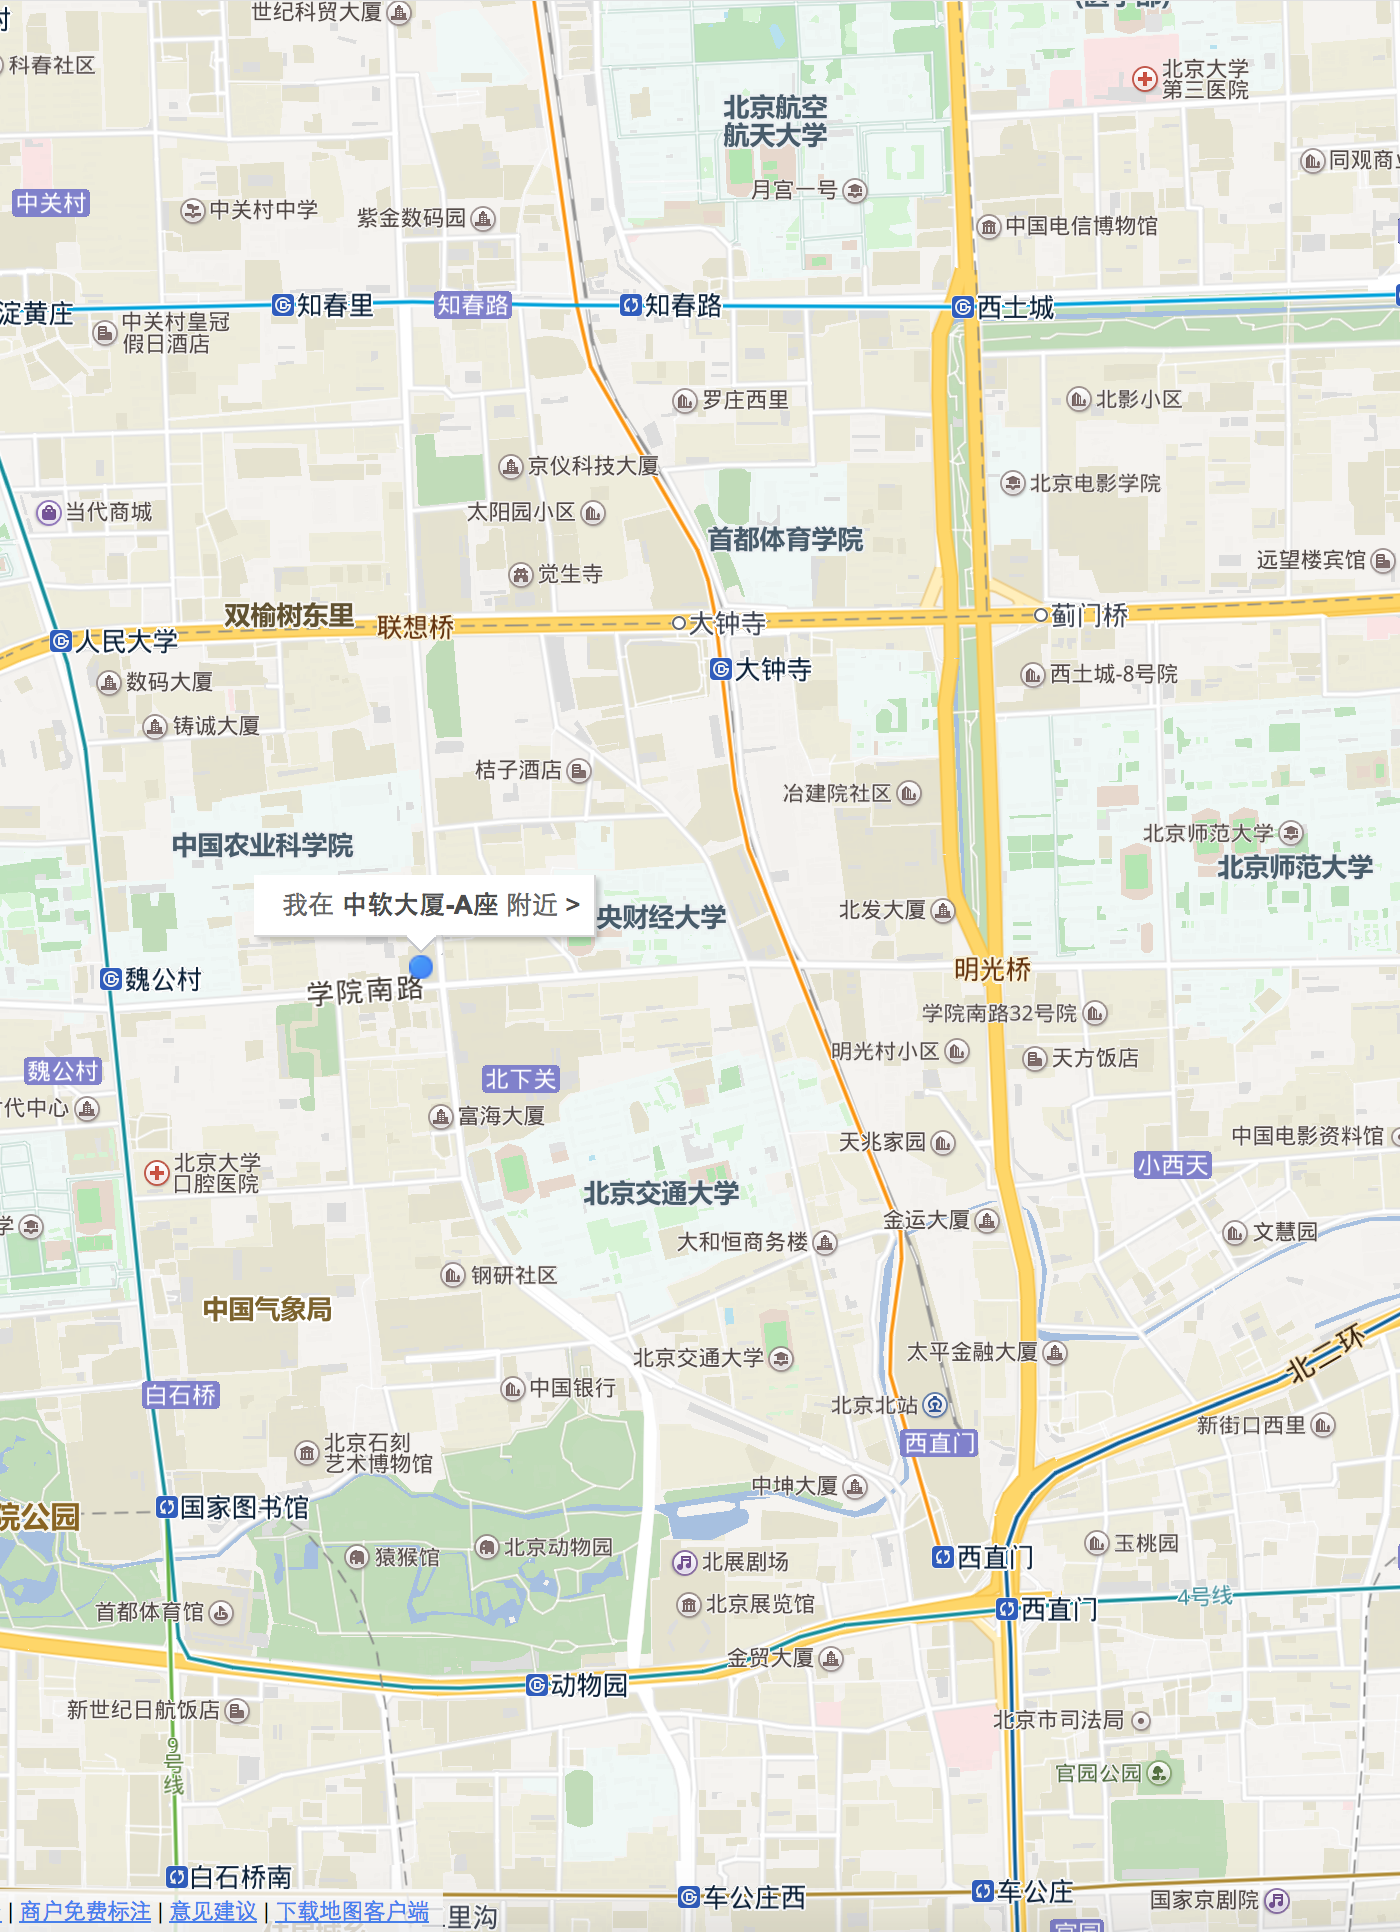 世纪科贸大厦
科春社区
北京大学
第三医院
北京航空
航天大学
同观商
月宫一号
中关村
中关村中学
紫金数码园
中国电信博物馆
淀黄庄
知春里
知春路
知春路
西土城
中关村皇冠
假日酒店
罗庄西里
北影小区
京仪科技大厦
北京电影学院
当代商城
太阳园小区
首都体育学院
远望楼宾馆
觉生寺
双榆树东里
联想桥
大钟寺
蓟门桥
人民大学
大钟寺
数码大厦
西土城-8号院
铸诚大厦
桔子酒店
冶建院社区
中国农业科学院
北京师范大学
北京师范大学
我在 中软大厦-A座 附近 >
央财经大学
北发大厦
魏公村
学院南路
明光桥
学院南路32号院
魏公村
北下关
明光村小区
天方饭店
代中心
富海大厦
天兆家园
中国电影资料馆
北京大学
口腔医院
小西天
北京交通大学
学
金运大厦
大和恒商务楼
文慧园
钢研社区
中国气象局
北京交通大学
太平金融大厦
北二环
白石桥
中国银行
北京北站
西直门
新街口西里
北京石刻
艺术博物馆
中坤大厦
国家图书馆
院公园
猿猴馆
北京动物园
北展剧场
西直门
玉桃园
首都体育馆
北京展览馆
西直门
4号线
金贸大厦
动物园
新世纪日航饭店
北京市司法局
9号线
官园公园
白石桥南
车公庄西
车公庄
国家京剧院
| 商户免费标注 | 意见建议 | 下载地图客户端
里沟